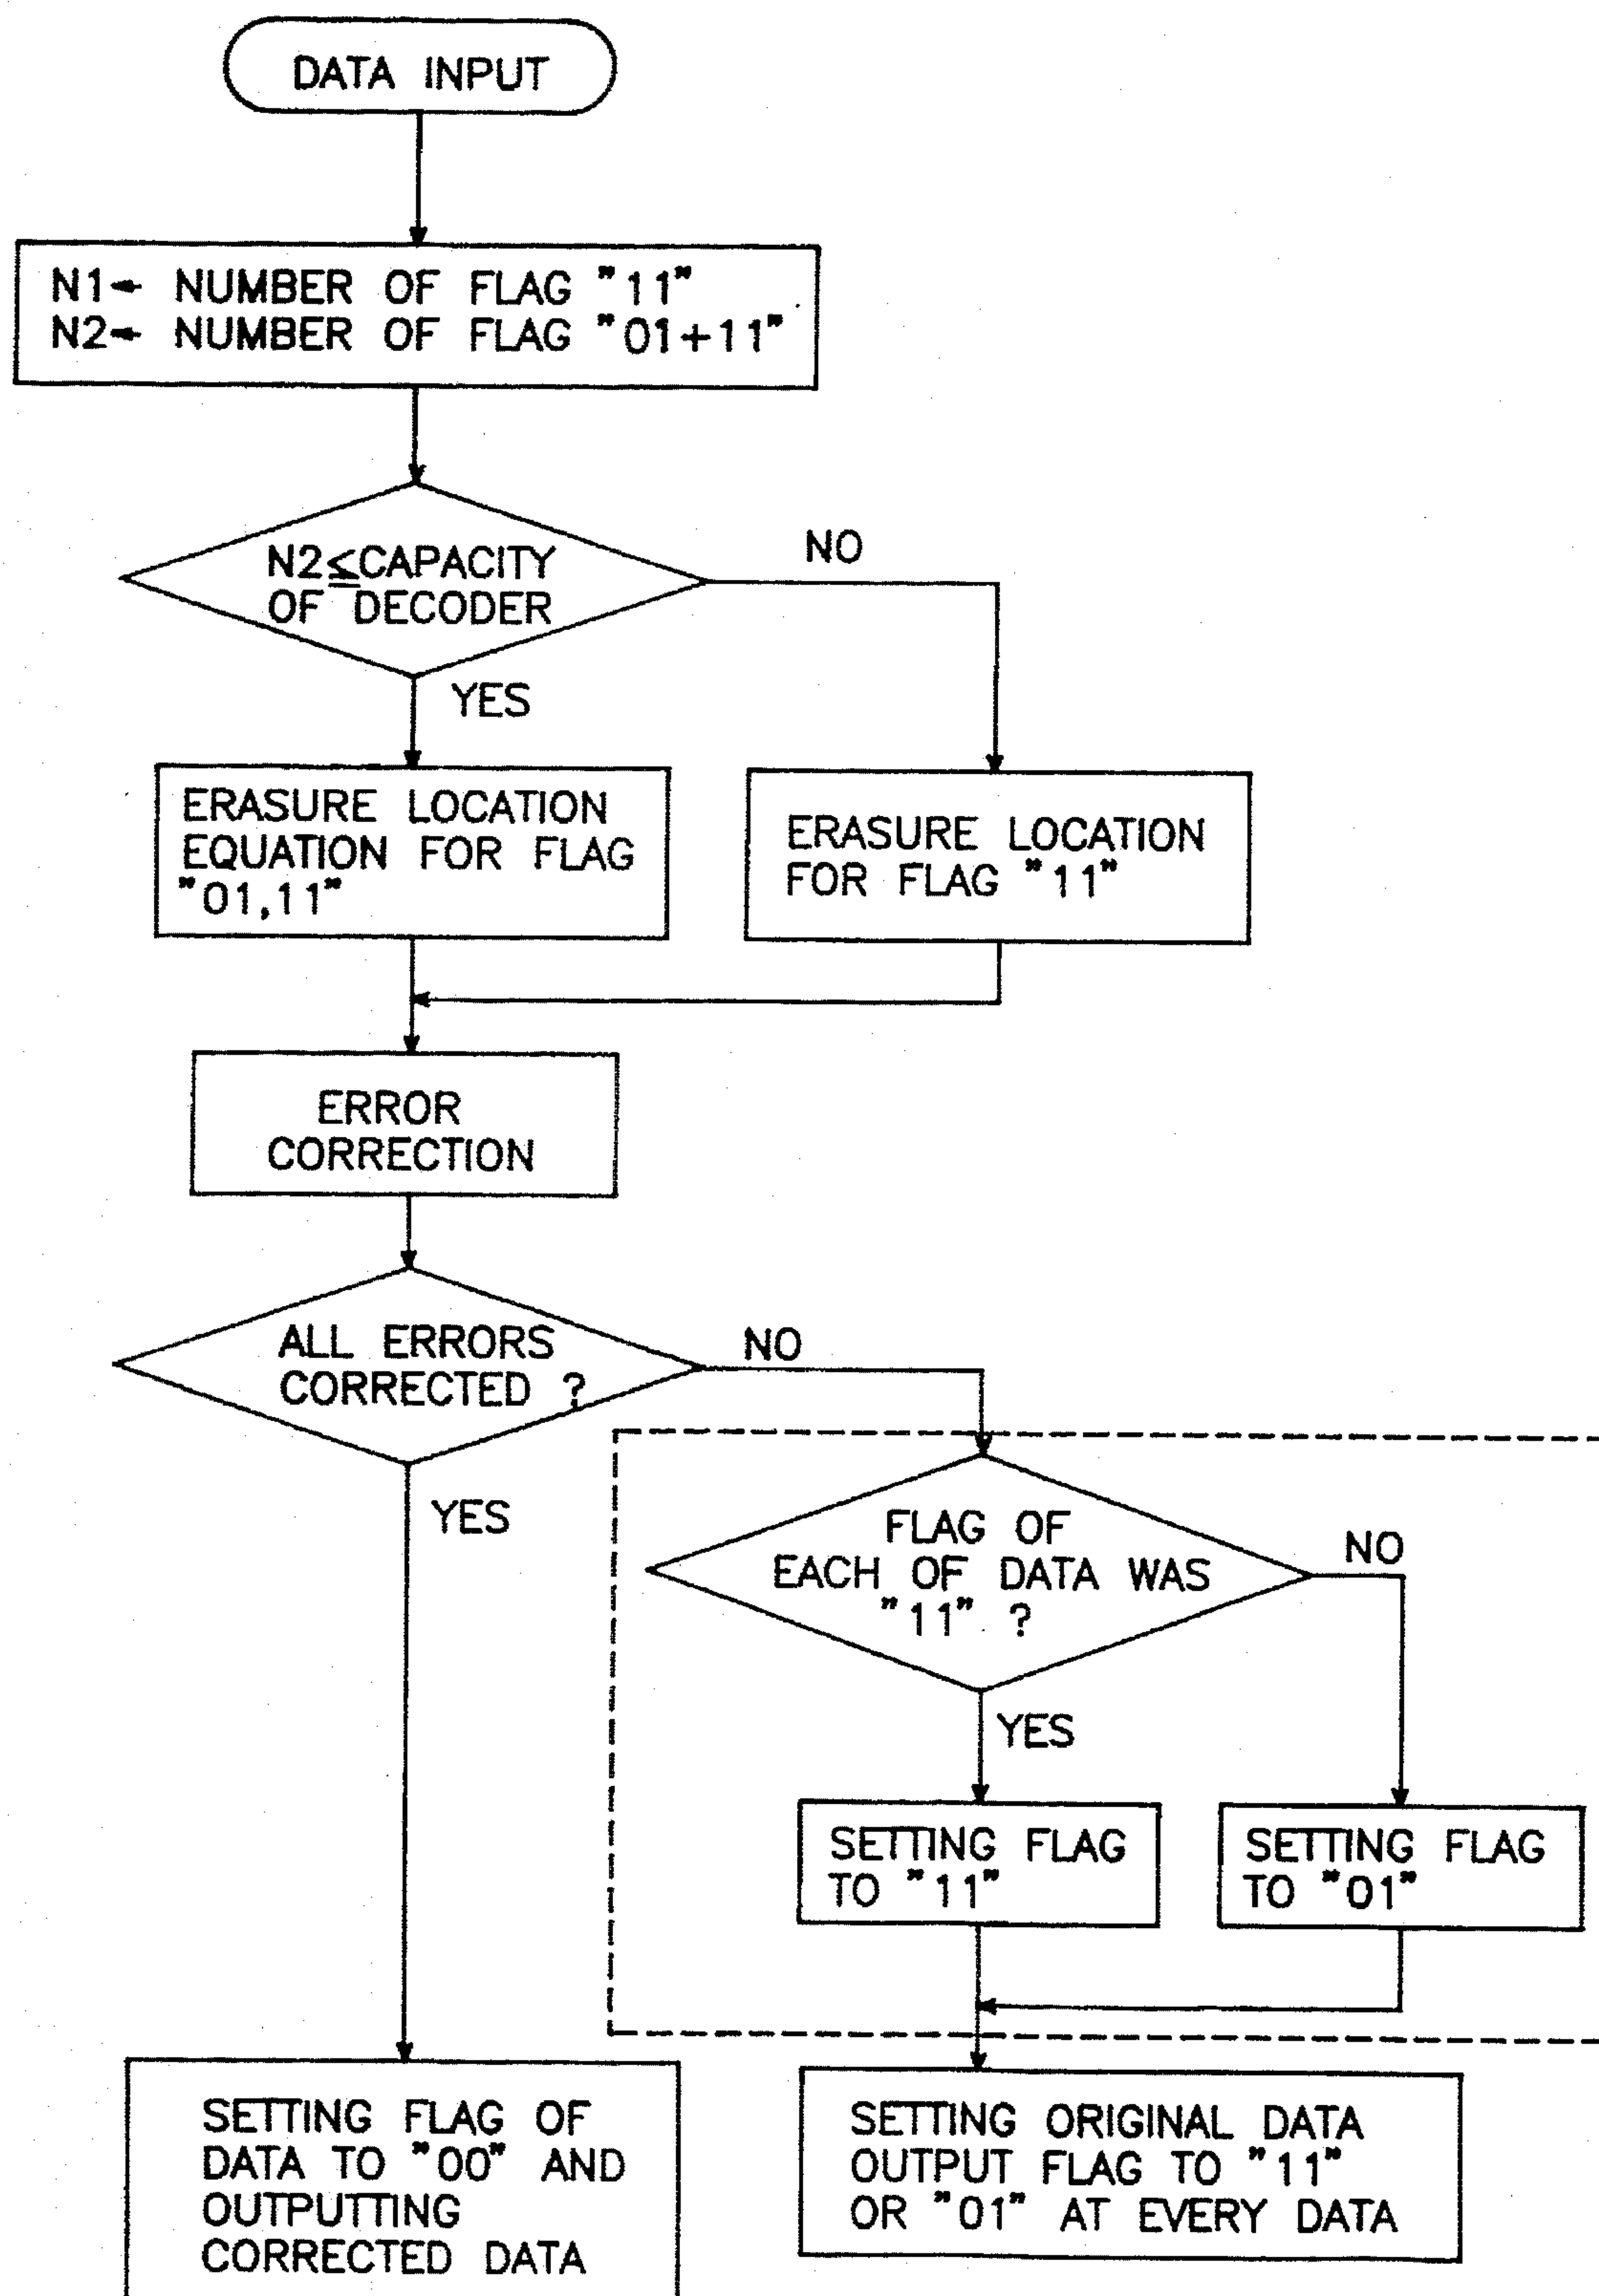 DATA INPUT
N1← NUMBER OF FLAG "11"
N2← NUMBER OF FLAG "01+11"
N2≦CAPACITY
OF DECODER
NO
YES
ERASURE LOCATION
EQUATION FOR FLAG
"01,11"
ERASURE LOCATION
FOR FLAG "11"
ERROR
CORRECTION
ALL ERRORS
CORRECTED ?
NO
YES
FLAG OF
EACH OF DATA WAS
"11" ?
NO
YES
SETTING FLAG
TO "11"
SETTING FLAG
TO "01"
SETTING FLAG OF
DATA TO "00" AND
OUTPUTTING
CORRECTED DATA
SETTING ORIGINAL DATA
OUTPUT FLAG TO "11"
OR "01" AT EVERY DATA